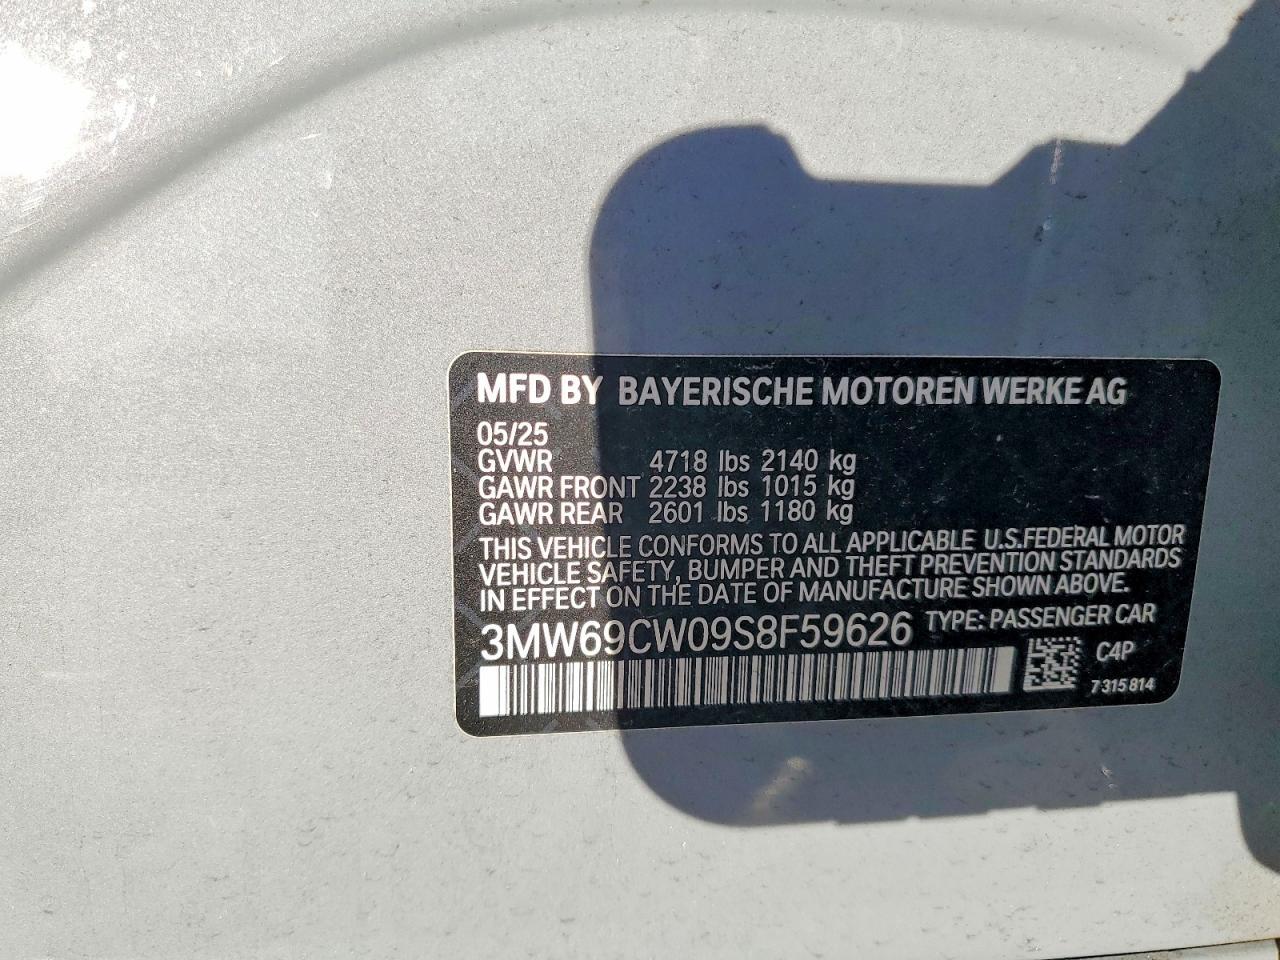 MFD BY BAYERISCHE MOTOREN WERKE AG
05/25
GVWR 4718 lbs 2140 kg
GAWR FRONT 2238 lbs 1015 kg
GAWR REAR 2601 lbs 1180 kg
THIS VEHICLE CONFORMS TO ALL APPLICABLE U.S.FEDERAL MOTOR
VEHICLE SAFETY, BUMPER AND THEFT PREVENTION STANDARDS
IN EFFECT ON THE DATE OF MANUFACTURE SHOWN ABOVE.
3MW69CW09S8F59626 TYPE: PASSENGER CAR
C4P
7 315 814